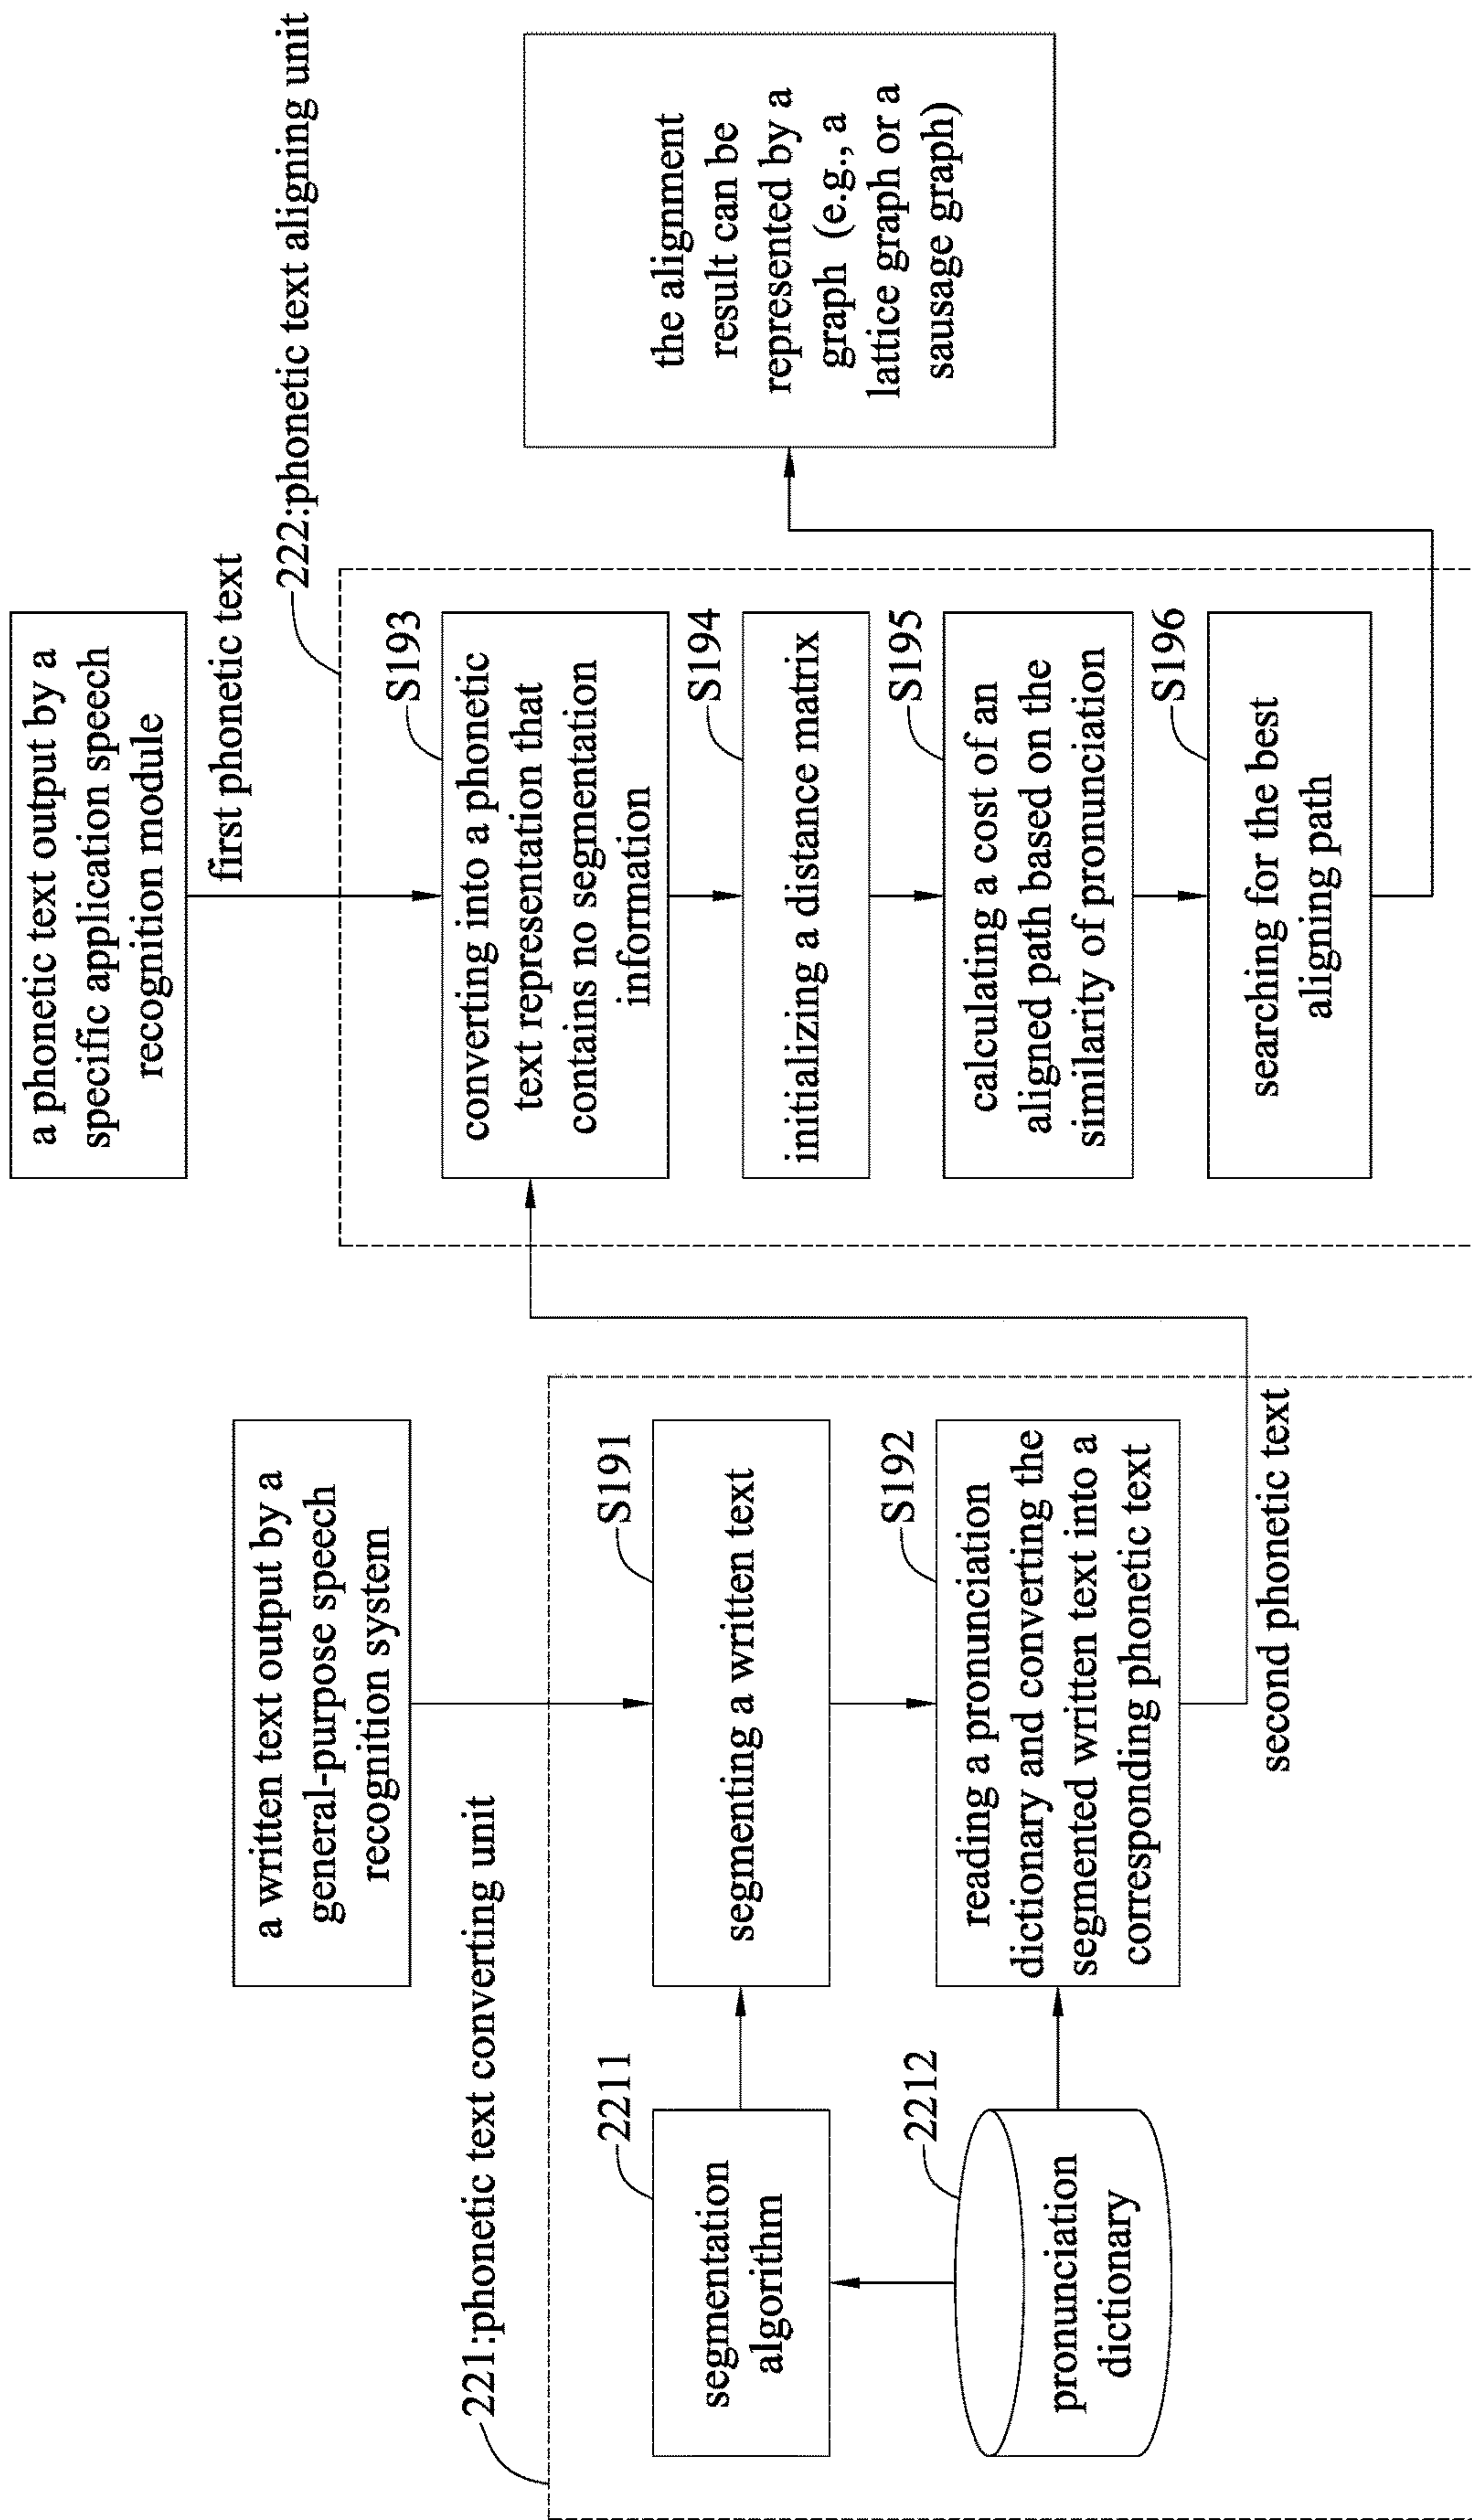 a written text output by a
general-purpose speech
recognition system
221:phonetic text converting unit
2211
segmentation
algorithm
S191
segmenting a written text
2212
pronunciation
dictionary
S192
reading a pronunciation
dictionary and converting the
segmented written text into a
corresponding phonetic text
second phonetic text
a phonetic text output by a
specific application speech
recognition module
first phonetic text
222:phonetic text aligning unit
S193
converting into a phonetic
text representation that
contains no segmentation
information
S194
initializing a distance matrix
S195
calculating a cost of an
aligned path based on the
similarity of pronunciation
S196
searching for the best
aligning path
the alignment
result can be
represented by a
graph (e.g., a
lattice graph or a
sausage graph)